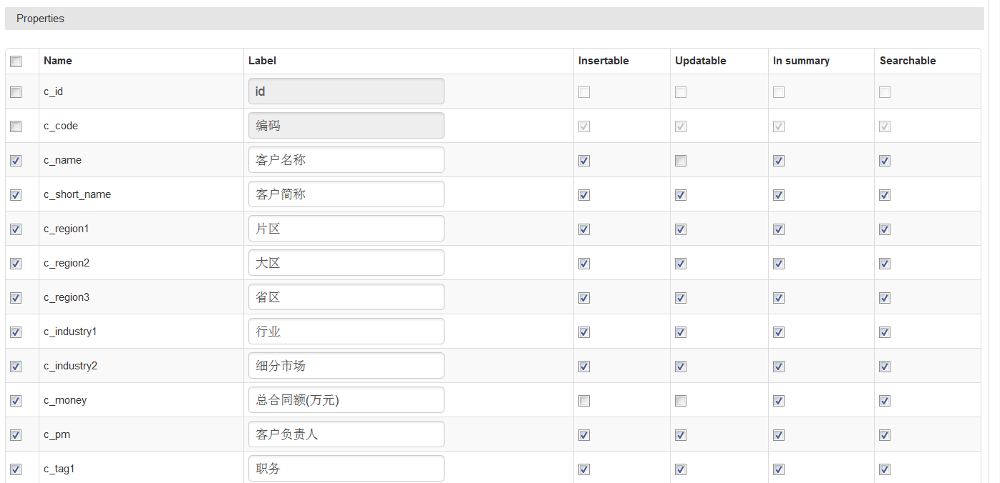 Properties
Name Label Insertable Updatable In summary Searchable
c_id id
c_code 编码
c_name 客户名称
c_short_name 客户简称
c_region1 片区
c_region2 大区
c_region3 省区
c_industry1 行业
c_industry2 细分市场
c_money 总合同额(万元)
c_pm 客户负责人
c_tag1 职务